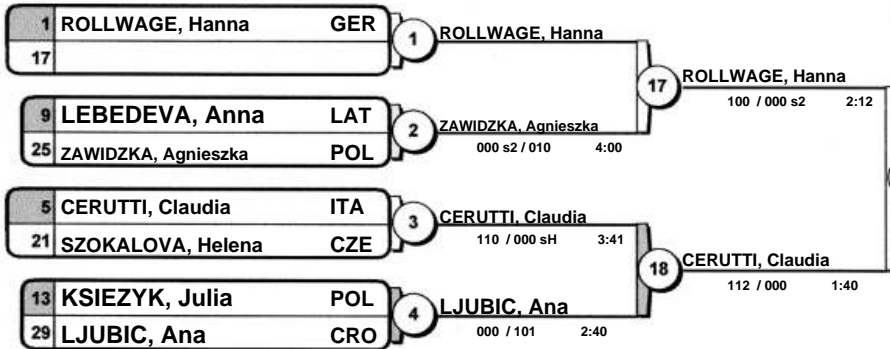 1 ROLLWAGE, Hanna GER
17
1
ROLLWAGE, Hanna
9 LEBEDEVA, Anna LAT
25 ZAWIDZKA, Agnieszka POL
2
ZAWIDZKA, Agnieszka
000 s2 / 010 4:00
17
ROLLWAGE, Hanna
100 / 000 s2 2:12
5 CERUTTI, Claudia ITA
21 SZOKALOVA, Helena CZE
3
CERUTTI, Claudia
110 / 000 sH 3:41
13 KSIEZYK, Julia POL
29 LJUBIC, Ana CRO
4
LJUBIC, Ana
000 / 101 2:40
18
CERUTTI, Claudia
112 / 000 1:40